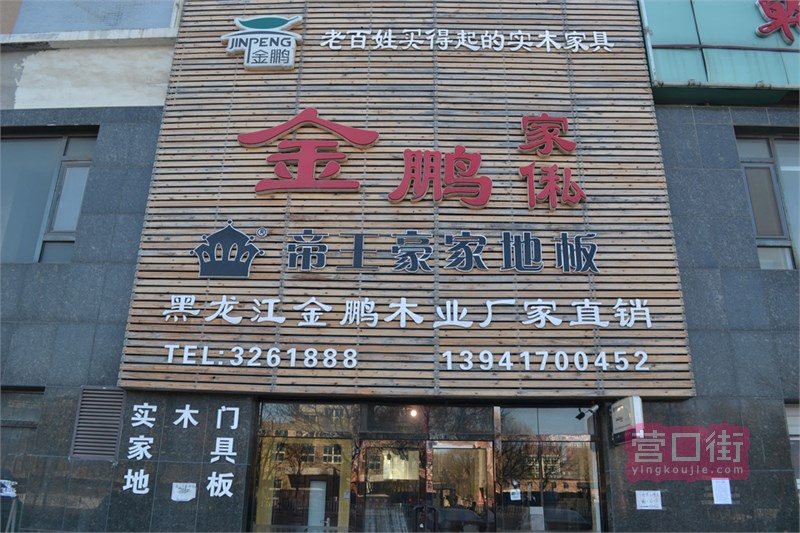 JINPENG
金鹏
老百姓买得起的实木家具
金鹏家俬
®帝王豪家地板
黑龙江金鹏木业厂家直销
TEL:3261888 13941700452
实木门
家具
地板
营口街
yingkoujie.com